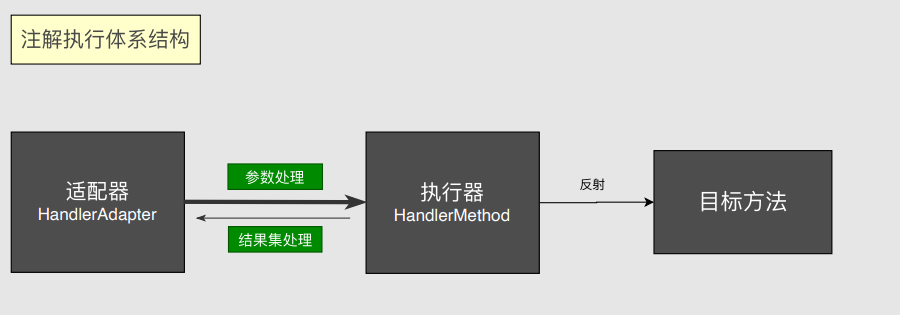 注解执行体系结构
适配器
HandlerAdapter
参数处理
结果集处理
执行器
HandlerMethod
反射
目标方法